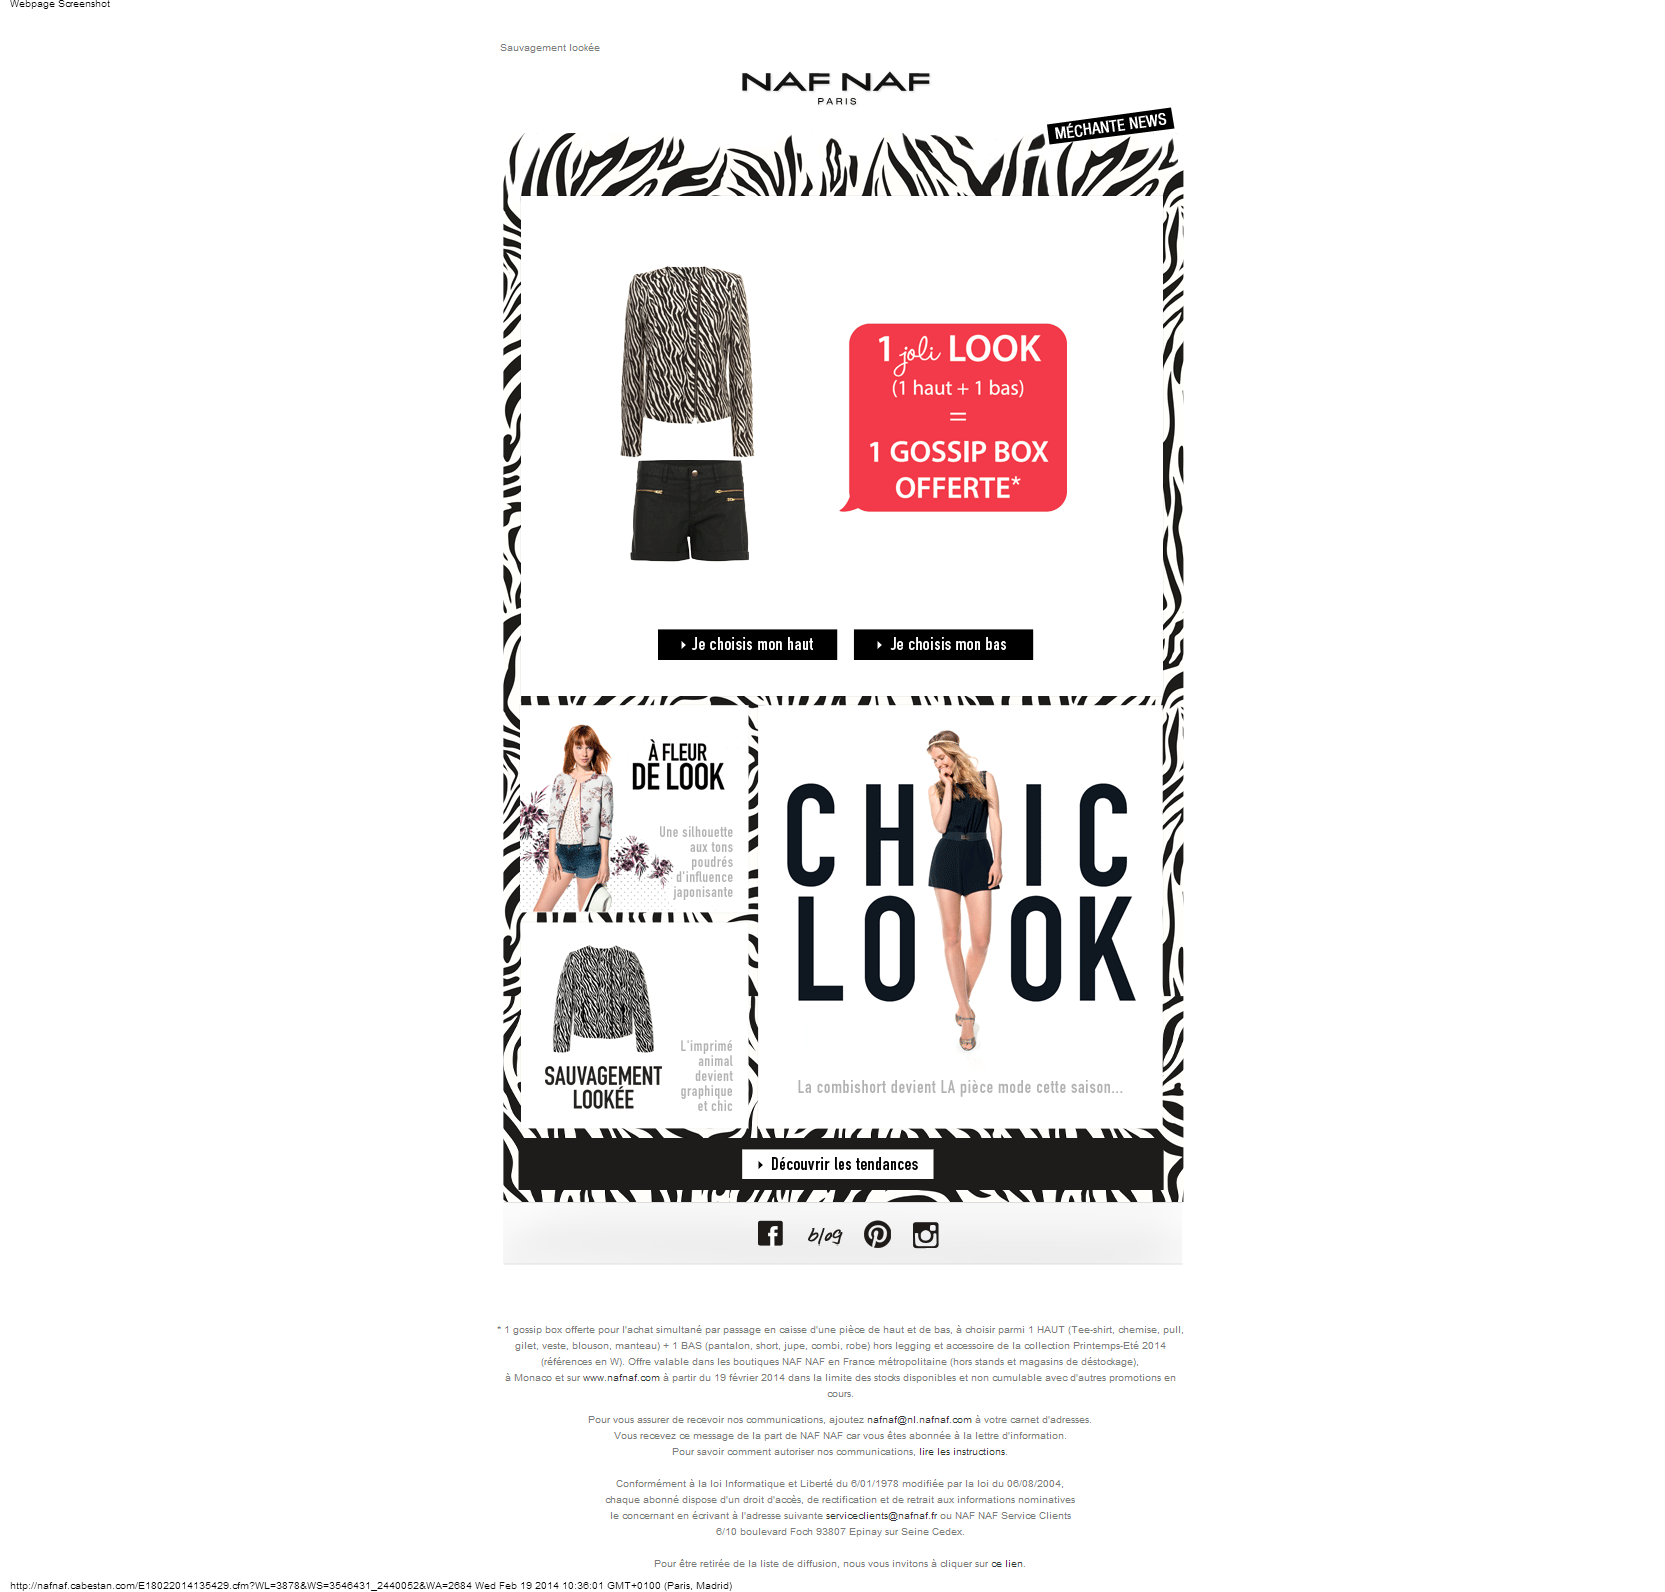 Webpage Screenshot
Sauvagement lookée
NAF NAF
PARIS
MÉCHANTE NEWS
1 joli LOOK
(1 haut + 1 bas)
=
1 GOSSIP BOX
OFFERTE*
Je choisis mon haut
Je choisis mon bas
À FLEUR
DE LOOK
Une silhouette
aux tons
poudrés
d'influence
japonisante
CHIC
LOOK
La combishort devient LA pièce mode cette saison...
SAUVAGEMENT
LOOKÉE
L'imprimé
animal
devient
graphique
et chic
Découvrir les tendances
blog
* 1 gossip box offerte pour l'achat simultané par passage en caisse d'une pièce de haut et de bas, à choisir parmi 1 HAUT (Tee-shirt, chemise, pull,
gilet, veste, blouson, manteau) + 1 BAS (pantalon, short, jupe, combi, robe) hors legging et accessoire de la collection Printemps-Eté 2014
(références en W). Offre valable dans les boutiques NAF NAF en France métropolitaine (hors stands et magasins de déstockage),
à Monaco et sur www.nafnaf.com à partir du 19 février 2014 dans la limite des stocks disponibles et non cumulable avec d'autres promotions en
cours.
Pour vous assurer de recevoir nos communications, ajoutez nafnaf@nl.nafnaf.com à votre carnet d'adresses.
Vous recevez ce message de la part de NAF NAF car vous êtes abonnée à la lettre d'information.
Pour savoir comment autoriser nos communications, lire les instructions.
Conformément à la loi Informatique et Liberté du 6/01/1978 modifiée par la loi du 06/08/2004,
chaque abonné dispose d'un droit d'accès, de rectification et de retrait aux informations nominatives
le concernant en écrivant à l'adresse suivante serviceclients@nafnaf.fr ou NAF NAF Service Clients
6/10 boulevard Foch 93807 Epinay sur Seine Cedex.
Pour être retirée de la liste de diffusion, nous vous invitons à cliquer sur ce lien.
http://nafnaf.cabestan.com/E18022014135429.cfm?WL=3878&WS=3546431_2440052&WA=2684 Wed Feb 19 2014 10:36:01 GMT+0100 (Paris, Madrid)